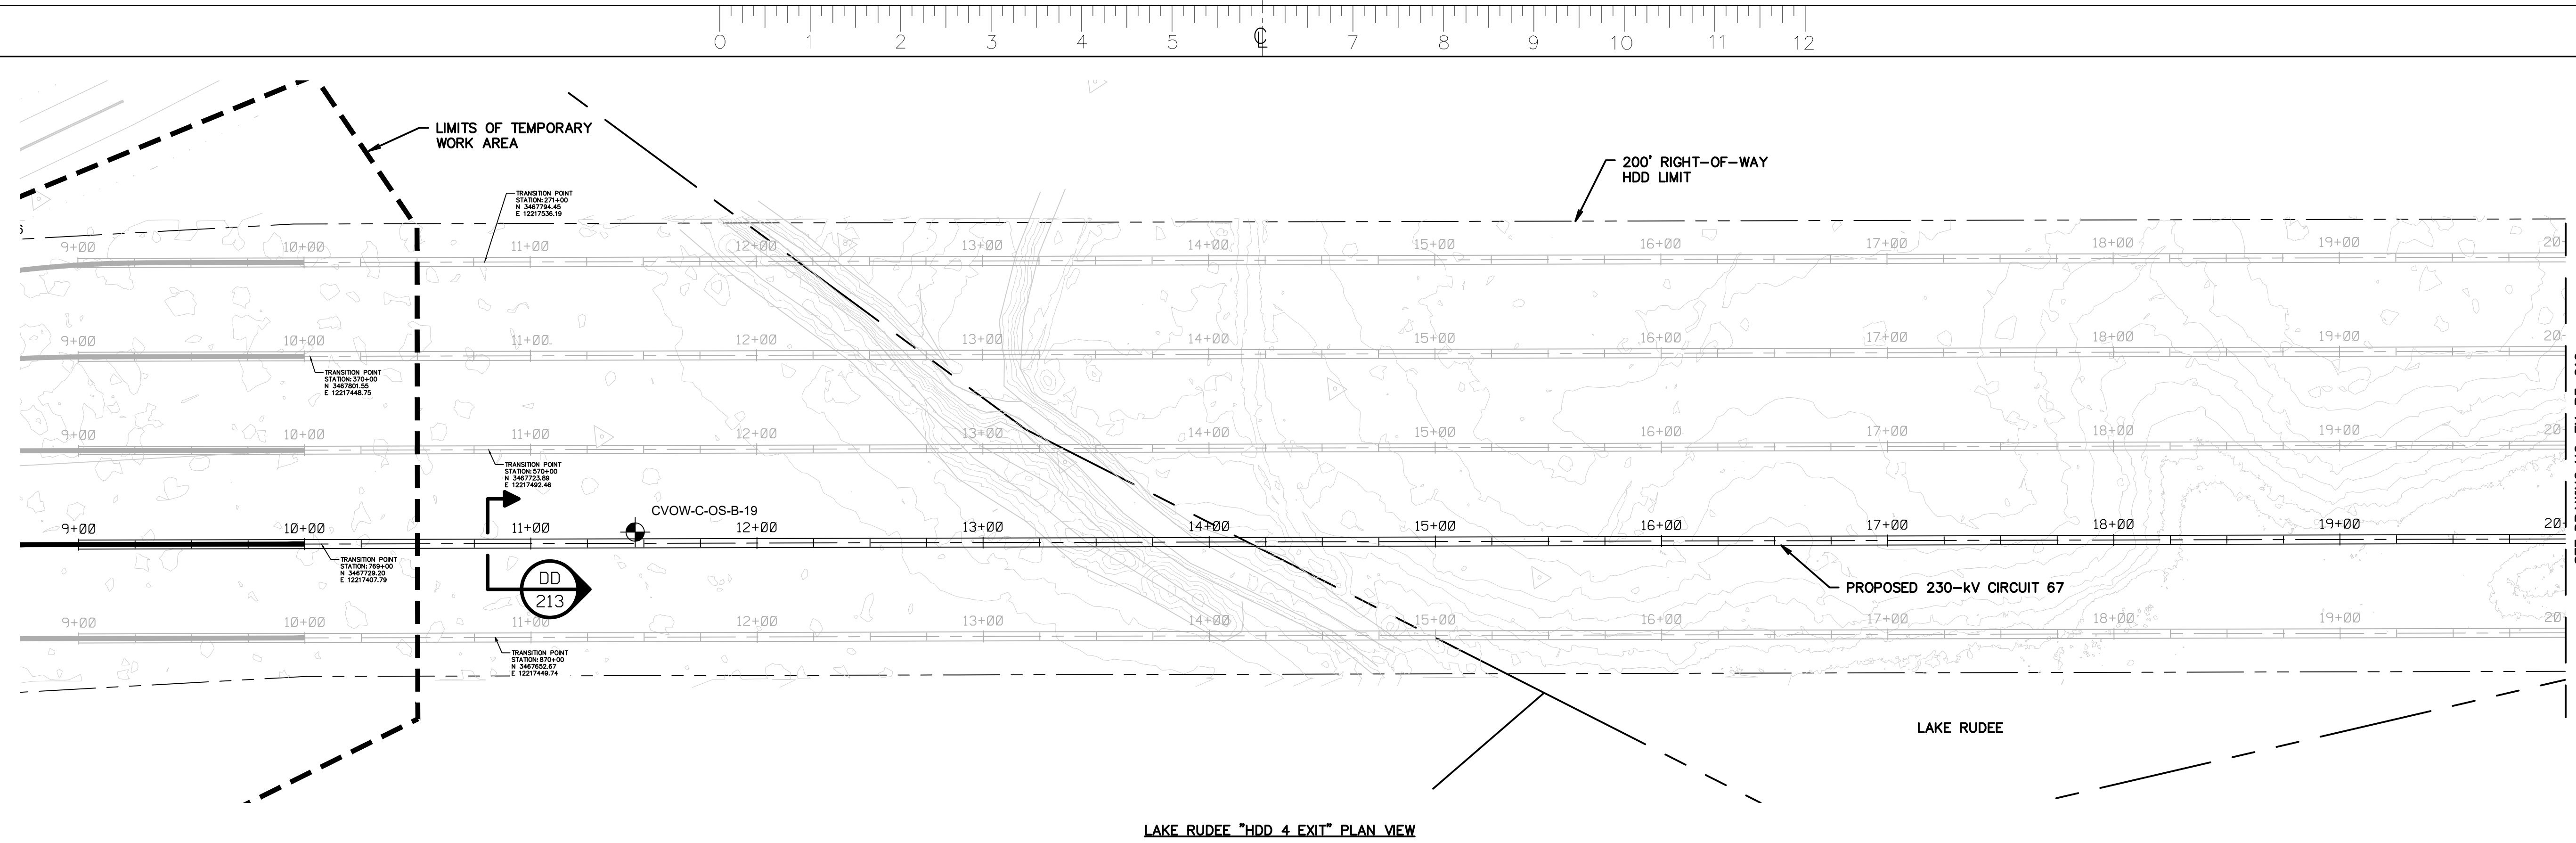 0 1 2 3 4 5 ℄ 7 8 9 10 11 12
LIMITS OF TEMPORARY
WORK AREA
200' RIGHT-OF-WAY
HDD LIMIT
TRANSITION POINT
STATION: 271+00
N 3467794.45
E 12217536.19
9+00 10+00 11+00 12+00 13+00 14+00 15+00 16+00 17+00 18+00 19+00 20
9+00 10+00 11+00 12+00 13+00 14+00 15+00 16+00 17+00 18+00 19+00 20
TRANSITION POINT
STATION: 370+00
N 3467801.55
E 12217448.75
9+00 10+00 11+00 12+00 13+00 14+00 15+00 16+00 17+00 18+00 19+00 20
TRANSITION POINT
STATION: 570+00
N 3467723.89
E 12217492.46
CVOW-C-OS-B-19
9+00 10+00 11+00 12+00 13+00 14+00 15+00 16+00 17+00 18+00 19+00 20
TRANSITION POINT
STATION: 769+00
N 3467729.20
E 12217407.79
DD
213
PROPOSED 230-kV CIRCUIT 67
9+00 10+00 11+00 12+00 13+00 14+00 15+00 16+00 17+00 18+00 19+00 20
TRANSITION POINT
STATION: 870+00
N 3467652.67
E 12217449.74
LAKE RUDEE
LAKE RUDEE "HDD 4 EXIT" PLAN VIEW